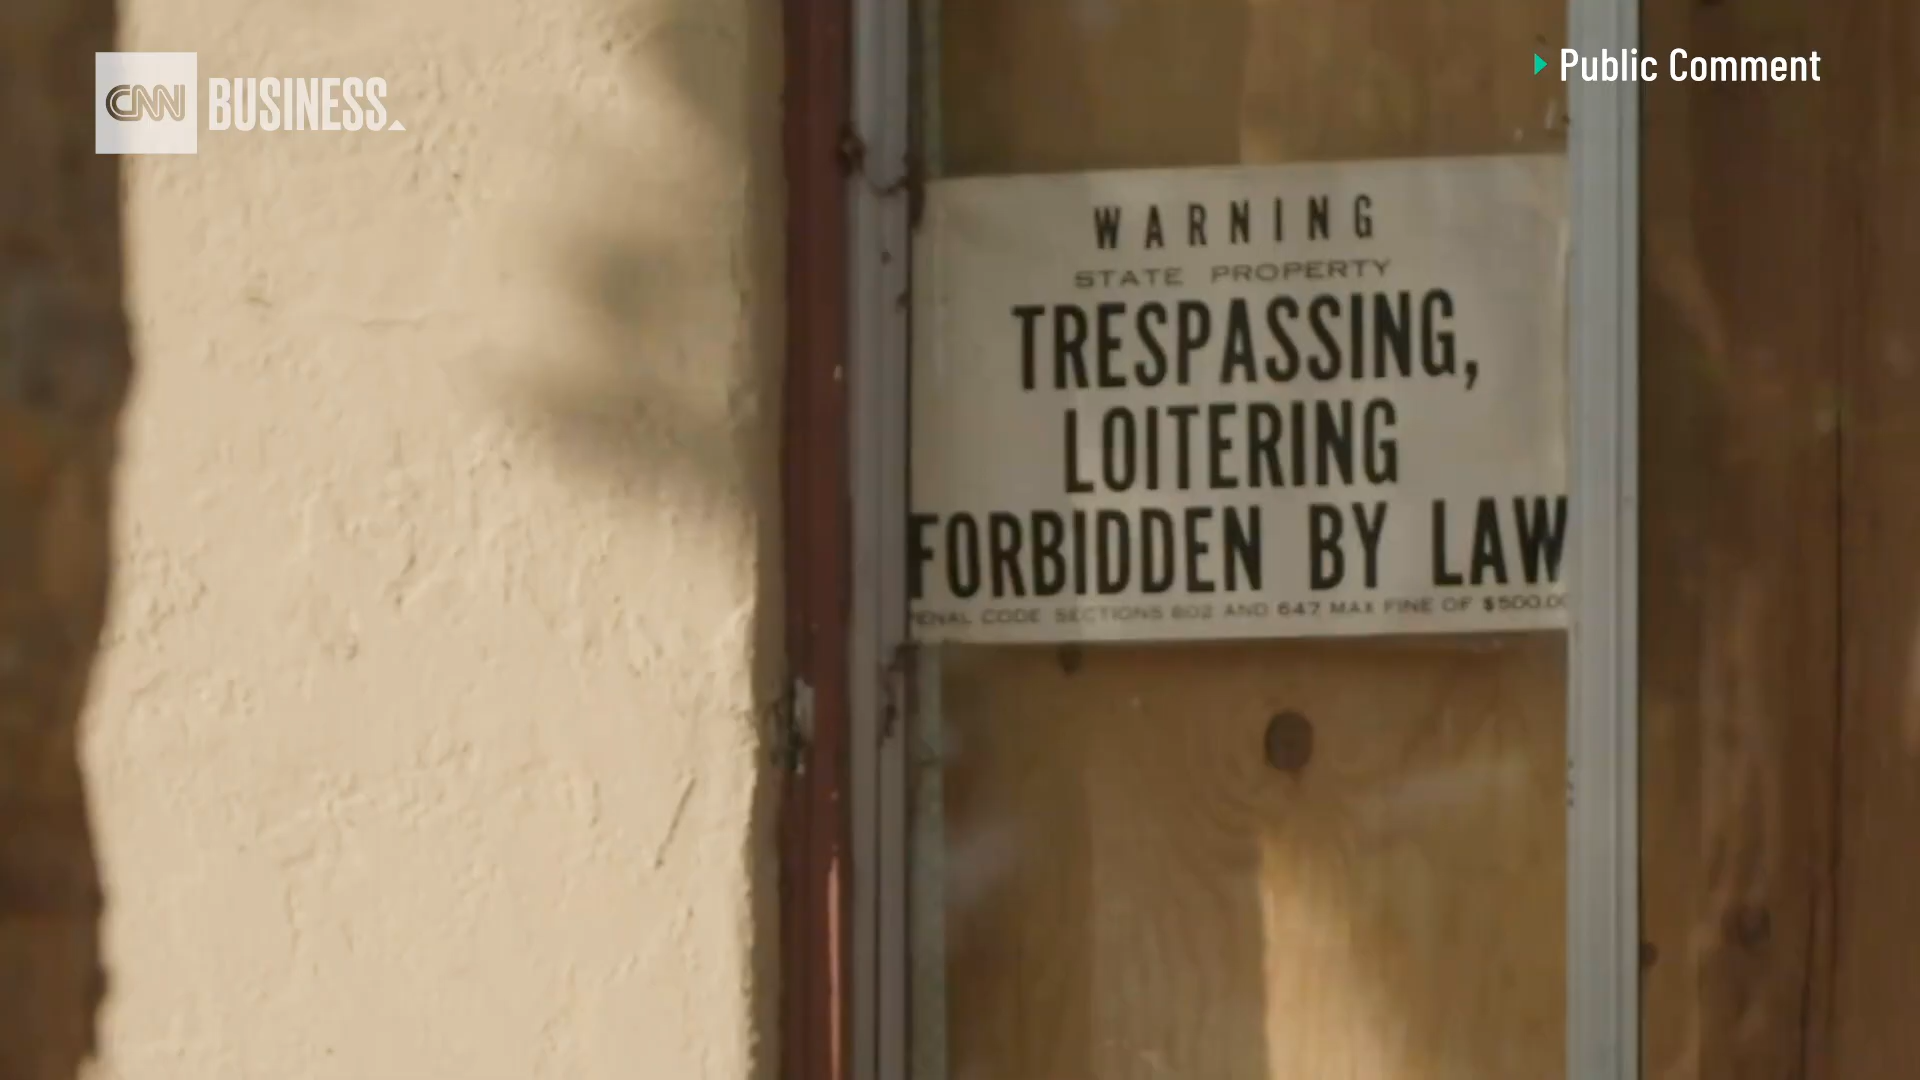 CNN BUSINESS
Public Comment
WARNING
STATE PROPERTY
TRESPASSING,
LOITERING
FORBIDDEN BY LAW
PENAL CODE SECTIONS 602 AND 647 MAX FINE OF $500.00